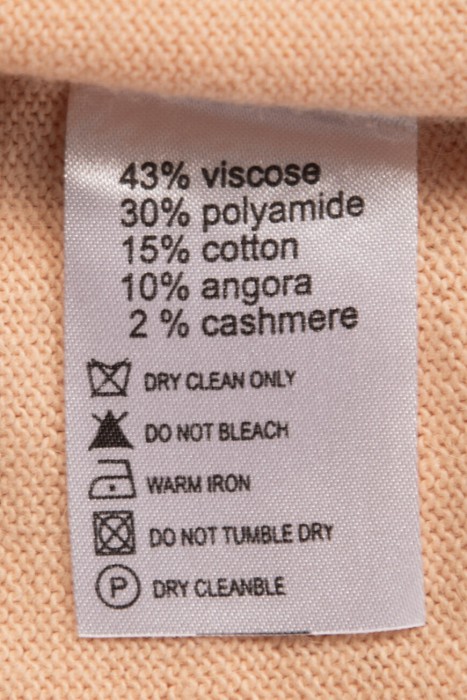 43% viscose
30% polyamide
15% cotton
10% angora
2 % cashmere
DRY CLEAN ONLY
DO NOT BLEACH
WARM IRON
DO NOT TUMBLE DRY
P DRY CLEANBLE